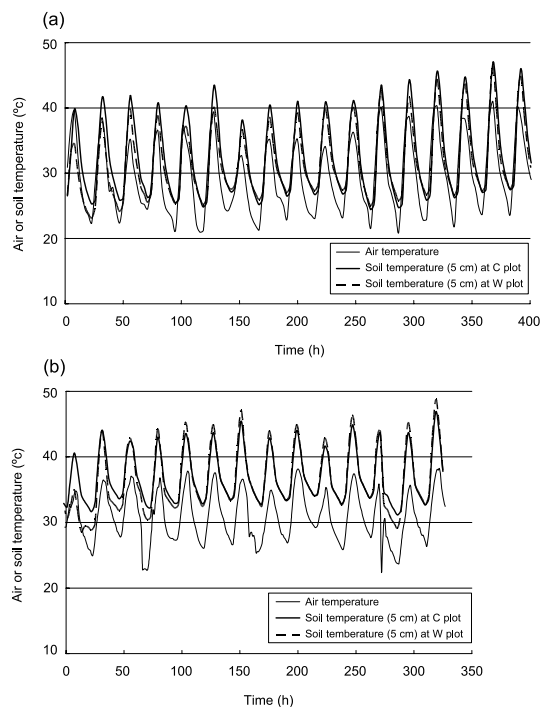 (a)
Air or soil temperature (ºc)
50
40
30
20
10
Air temperature
Soil temperature (5 cm) at C plot
Soil temberature (5 cm) at W plot
0 50 100 150 200 250 300 350 400
Time (h)
(b)
Air or soil temperature (ºc)
50
40
30
20
10
Air temperature
Soil temperature (5 cm) at C plot
Soil temberature (5 cm) at W plot
0 50 100 150 200 250 300 350
Time (h)